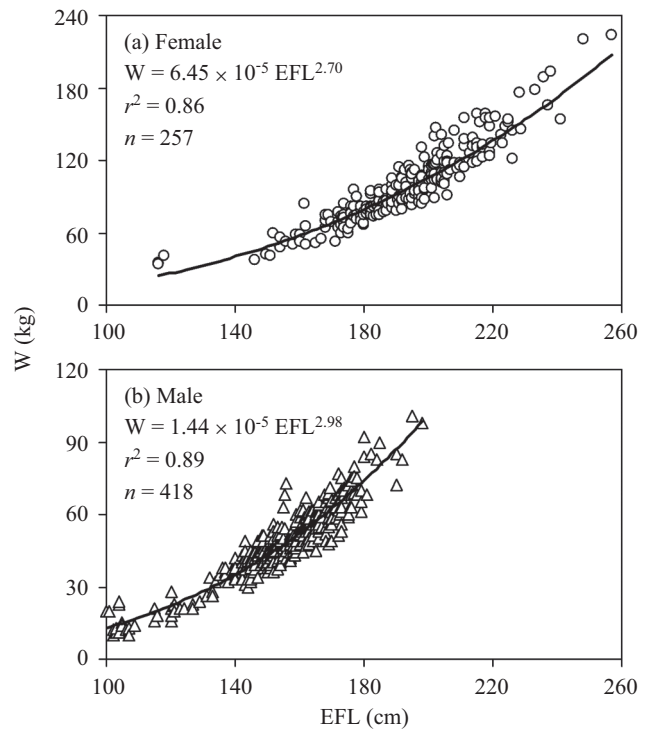 240
180
120
60
0
(a) Female
W = 6.45 × 10⁻⁵ EFL²·⁷⁰
r² = 0.86
n = 257
100 140 180 220 260
W (kg)
120
90
60
30
0
(b) Male
W = 1.44 × 10⁻⁵ EFL²·⁹⁸
r² = 0.89
n = 418
100 140 180 220 260
EFL (cm)